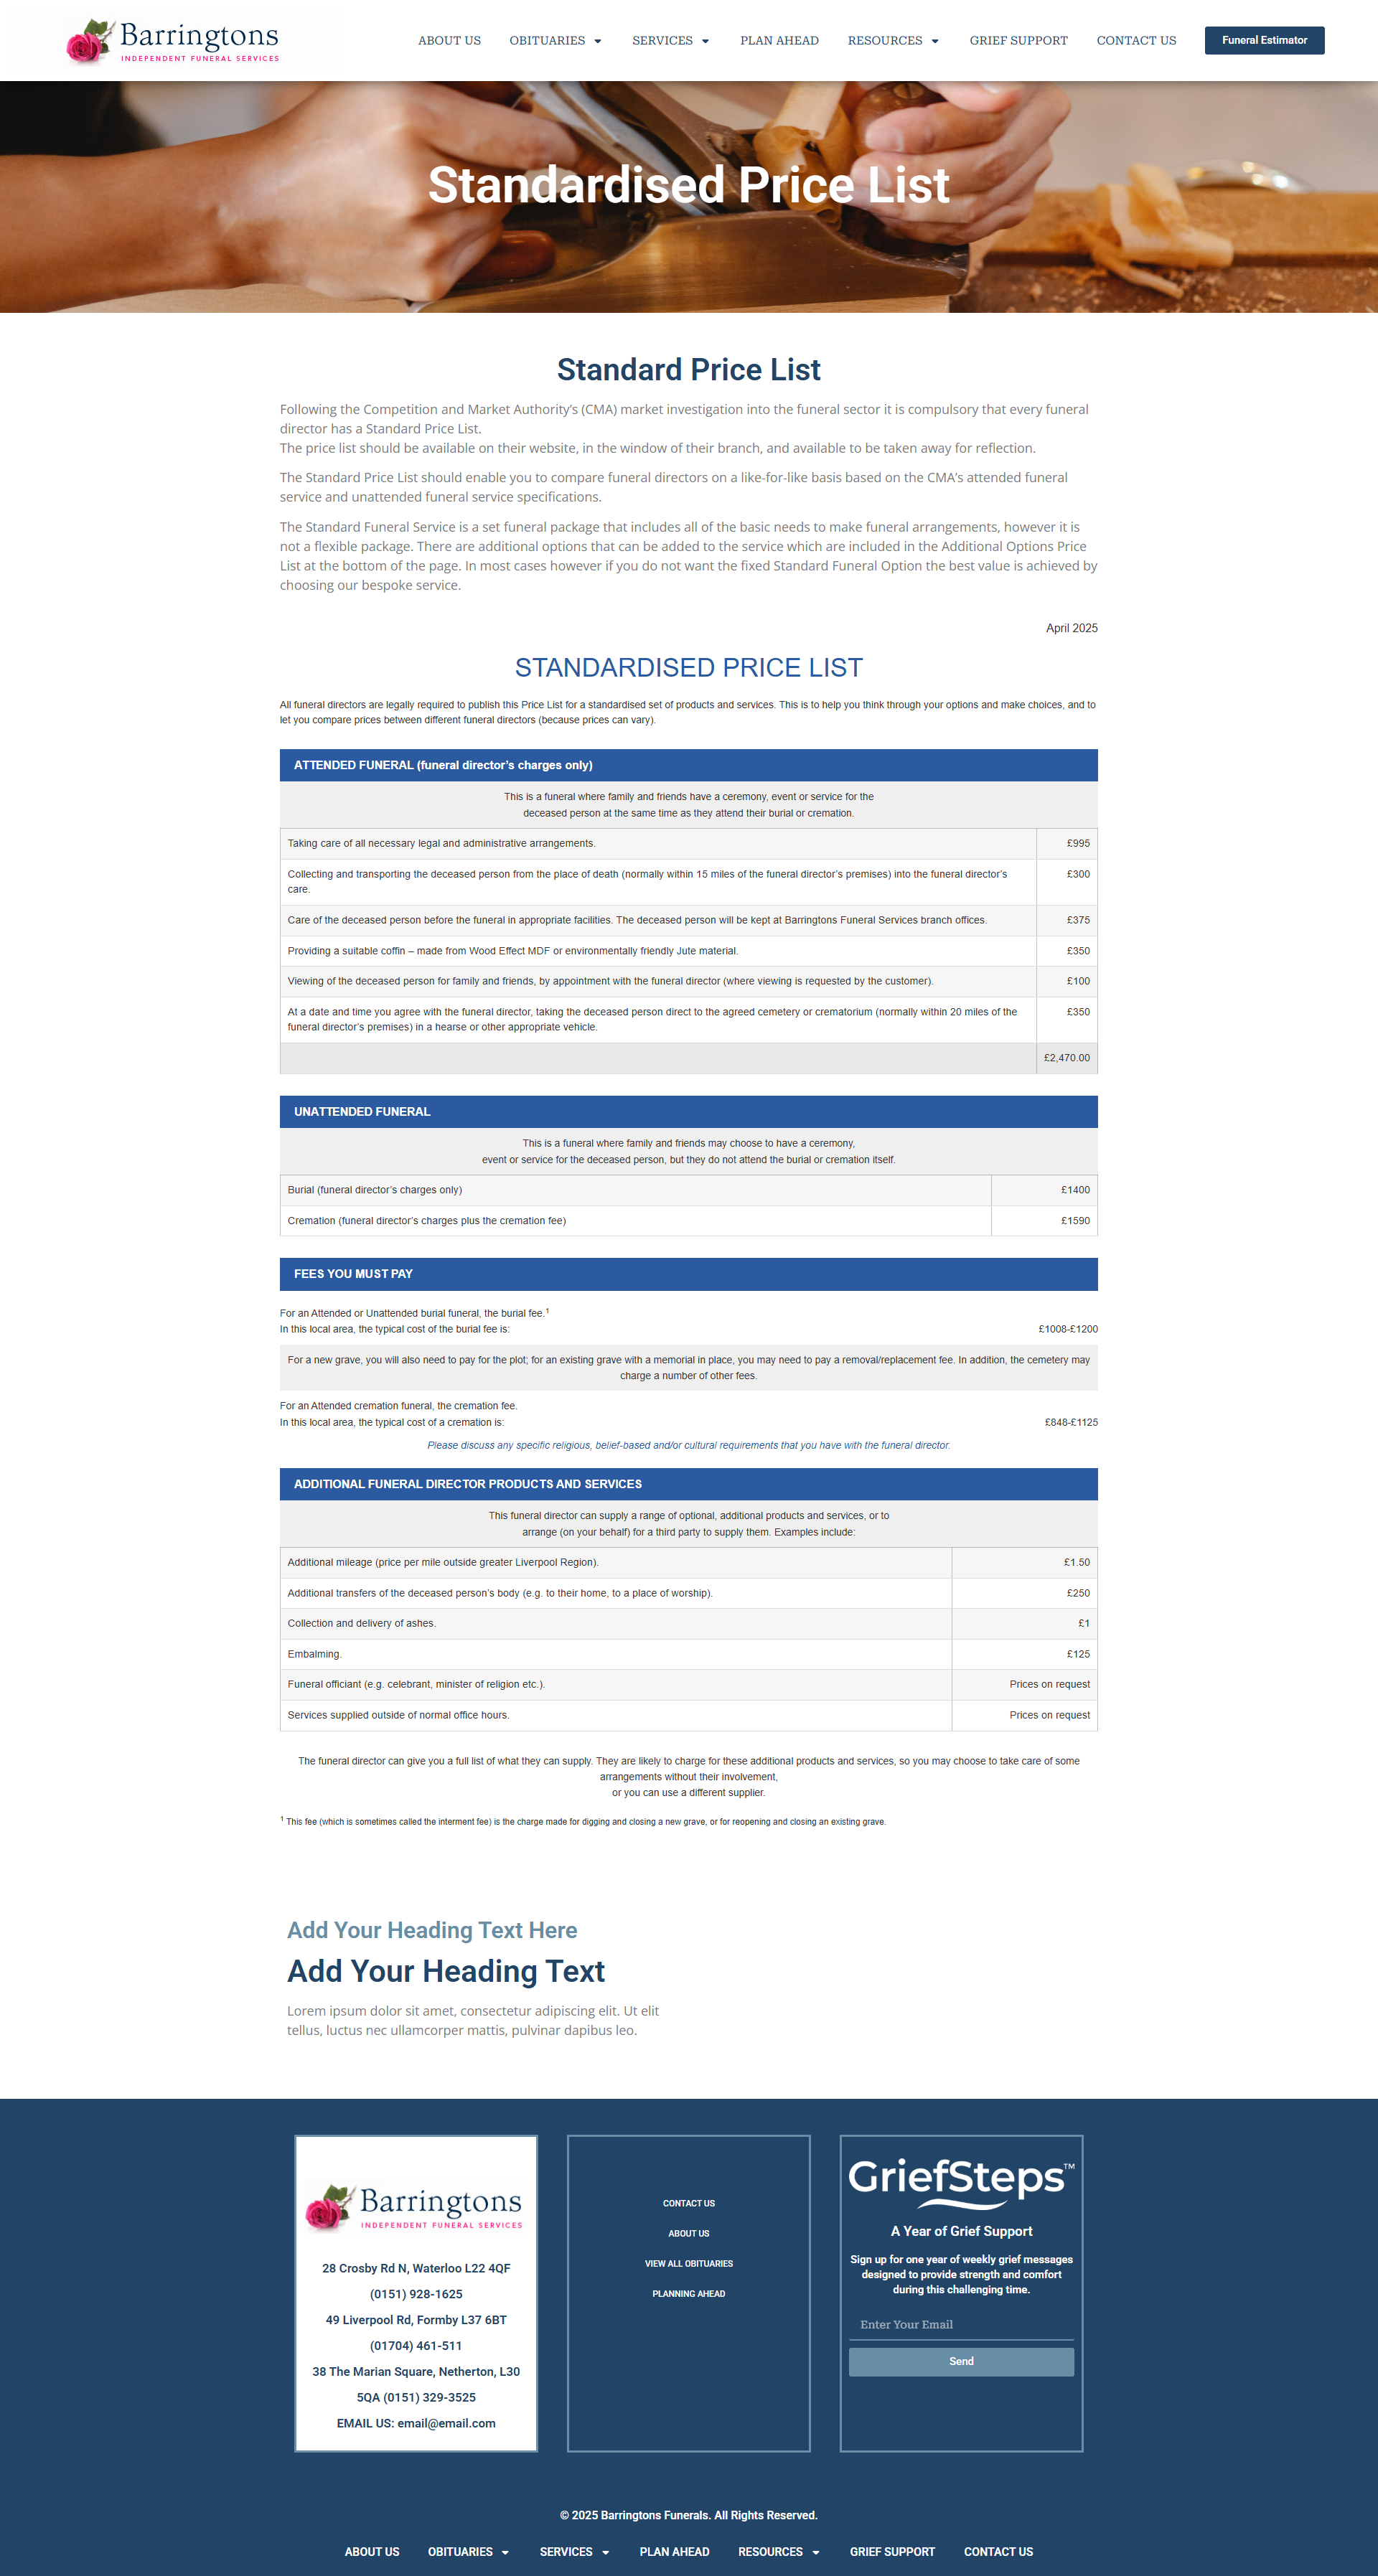 Barringtons
INDEPENDENT FUNERAL SERVICES
ABOUT US
OBITUARIES
SERVICES
PLAN AHEAD
RESOURCES
GRIEF SUPPORT
CONTACT US
Funeral Estimator
Standardised Price List
Standard Price List
Following the Competition and Market Authority’s (CMA) market investigation into the funeral sector it is compulsory that every funeral
director has a Standard Price List.
The price list should be available on their website, in the window of their branch, and available to be taken away for reflection.
The Standard Price List should enable you to compare funeral directors on a like-for-like basis based on the CMA’s attended funeral
service and unattended funeral service specifications.
The Standard Funeral Service is a set funeral package that includes all of the basic needs to make funeral arrangements, however it is
not a flexible package. There are additional options that can be added to the service which are included in the Additional Options Price
List at the bottom of the page. In most cases however if you do not want the fixed Standard Funeral Option the best value is achieved by
choosing our bespoke service.
April 2025
STANDARDISED PRICE LIST
All funeral directors are legally required to publish this Price List for a standardised set of products and services. This is to help you think through your options and make choices, and to
let you compare prices between different funeral directors (because prices can vary).
ATTENDED FUNERAL (funeral director’s charges only)
This is a funeral where family and friends have a ceremony, event or service for the
deceased person at the same time as they attend their burial or cremation.
Taking care of all necessary legal and administrative arrangements. £995
Collecting and transporting the deceased person from the place of death (normally within 15 miles of the funeral director’s premises) into the funeral director’s £300
care.
Care of the deceased person before the funeral in appropriate facilities. The deceased person will be kept at Barringtons Funeral Services branch offices. £375
Providing a suitable coffin – made from Wood Effect MDF or environmentally friendly Jute material. £350
Viewing of the deceased person for family and friends, by appointment with the funeral director (where viewing is requested by the customer). £100
At a date and time you agree with the funeral director, taking the deceased person direct to the agreed cemetery or crematorium (normally within 20 miles of the £350
funeral director’s premises) in a hearse or other appropriate vehicle.
£2,470.00
UNATTENDED FUNERAL
This is a funeral where family and friends may choose to have a ceremony,
event or service for the deceased person, but they do not attend the burial or cremation itself.
Burial (funeral director’s charges only) £1400
Cremation (funeral director’s charges plus the cremation fee) £1590
FEES YOU MUST PAY
For an Attended or Unattended burial funeral, the burial fee.1
In this local area, the typical cost of the burial fee is: £1008-£1200
For a new grave, you will also need to pay for the plot; for an existing grave with a memorial in place, you may need to pay a removal/replacement fee. In addition, the cemetery may
charge a number of other fees.
For an Attended cremation funeral, the cremation fee.
In this local area, the typical cost of a cremation is: £848-£1125
Please discuss any specific religious, belief-based and/or cultural requirements that you have with the funeral director.
ADDITIONAL FUNERAL DIRECTOR PRODUCTS AND SERVICES
This funeral director can supply a range of optional, additional products and services, or to
arrange (on your behalf) for a third party to supply them. Examples include:
Additional mileage (price per mile outside greater Liverpool Region). £1.50
Additional transfers of the deceased person’s body (e.g. to their home, to a place of worship). £250
Collection and delivery of ashes. £1
Embalming. £125
Funeral officiant (e.g. celebrant, minister of religion etc.). Prices on request
Services supplied outside of normal office hours. Prices on request
The funeral director can give you a full list of what they can supply. They are likely to charge for these additional products and services, so you may choose to take care of some
arrangements without their involvement,
or you can use a different supplier.
1 This fee (which is sometimes called the interment fee) is the charge made for digging and closing a new grave, or for reopening and closing an existing grave.
Add Your Heading Text Here
Add Your Heading Text
Lorem ipsum dolor sit amet, consectetur adipiscing elit. Ut elit
tellus, luctus nec ullamcorper mattis, pulvinar dapibus leo.
Barringtons
INDEPENDENT FUNERAL SERVICES
28 Crosby Rd N, Waterloo L22 4QF
(0151) 928-1625
49 Liverpool Rd, Formby L37 6BT
(01704) 461-511
38 The Marian Square, Netherton, L30
5QA (0151) 329-3525
EMAIL US: email@email.com
CONTACT US
ABOUT US
VIEW ALL OBITUARIES
PLANNING AHEAD
GriefSteps™
A Year of Grief Support
Sign up for one year of weekly grief messages
designed to provide strength and comfort
during this challenging time.
Enter Your Email
Send
© 2025 Barringtons Funerals. All Rights Reserved.
ABOUT US
OBITUARIES
SERVICES
PLAN AHEAD
RESOURCES
GRIEF SUPPORT
CONTACT US